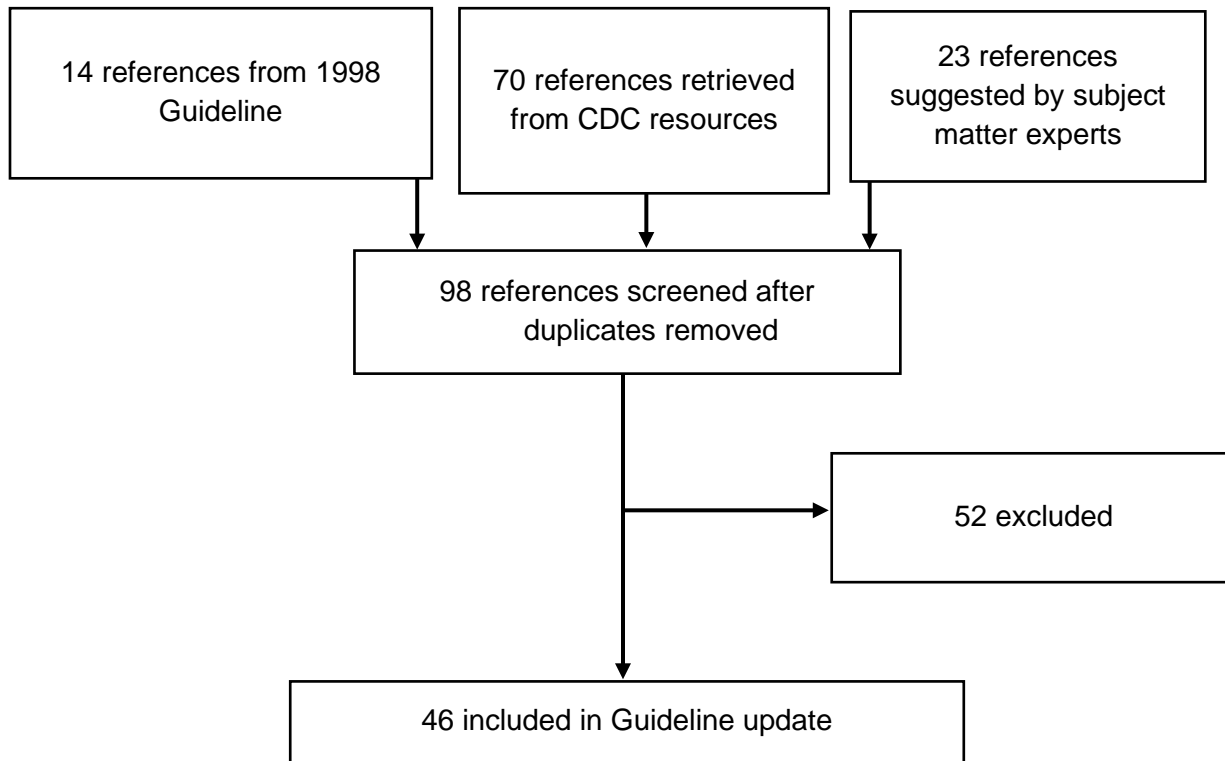 14 references from 1998
Guideline
70 references retrieved
from CDC resources
23 references
suggested by subject
matter experts
98 references screened after
duplicates removed
52 excluded
46 included in Guideline update